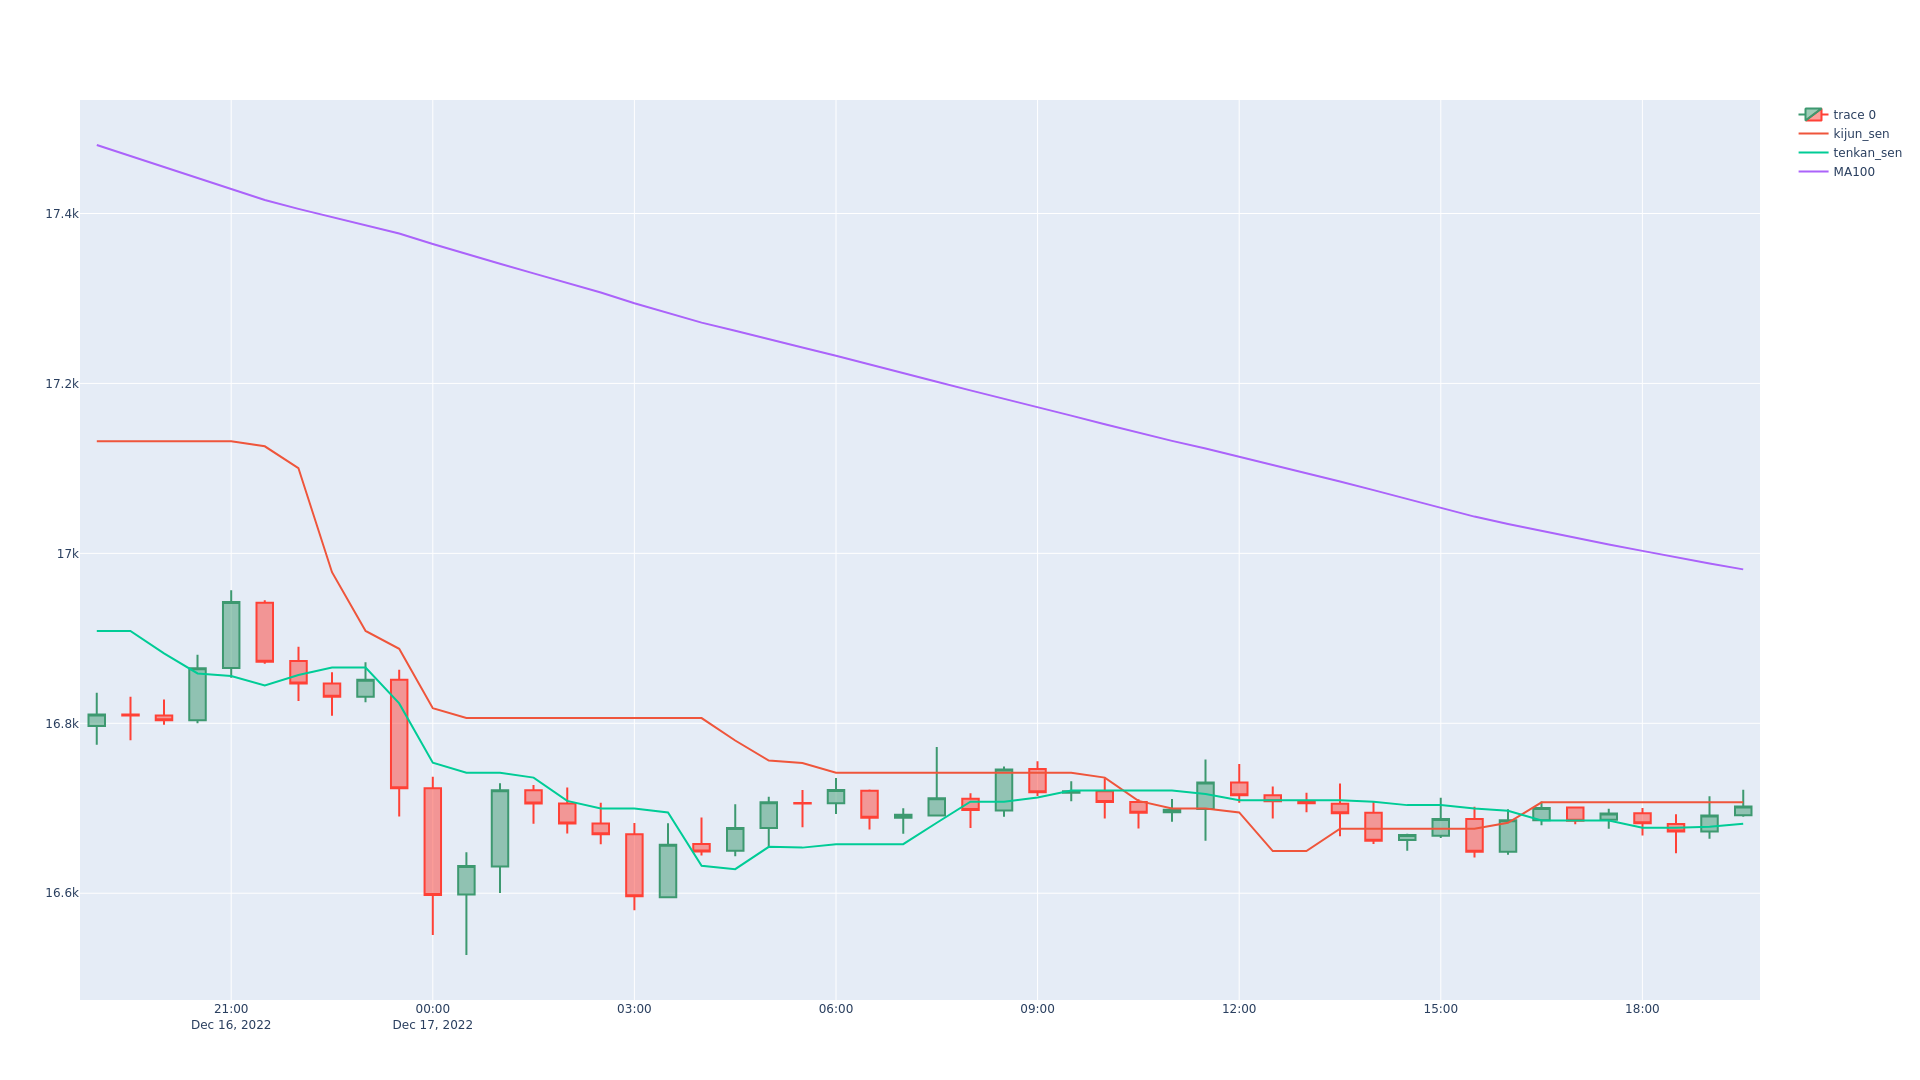 trace 0
kijun_sen
tenkan_sen
MA100
17.4k
17.2k
17k
16.8k
16.6k
21:00 00:00 03:00 06:00 09:00 12:00 15:00 18:00
Dec 16, 2022 Dec 17, 2022